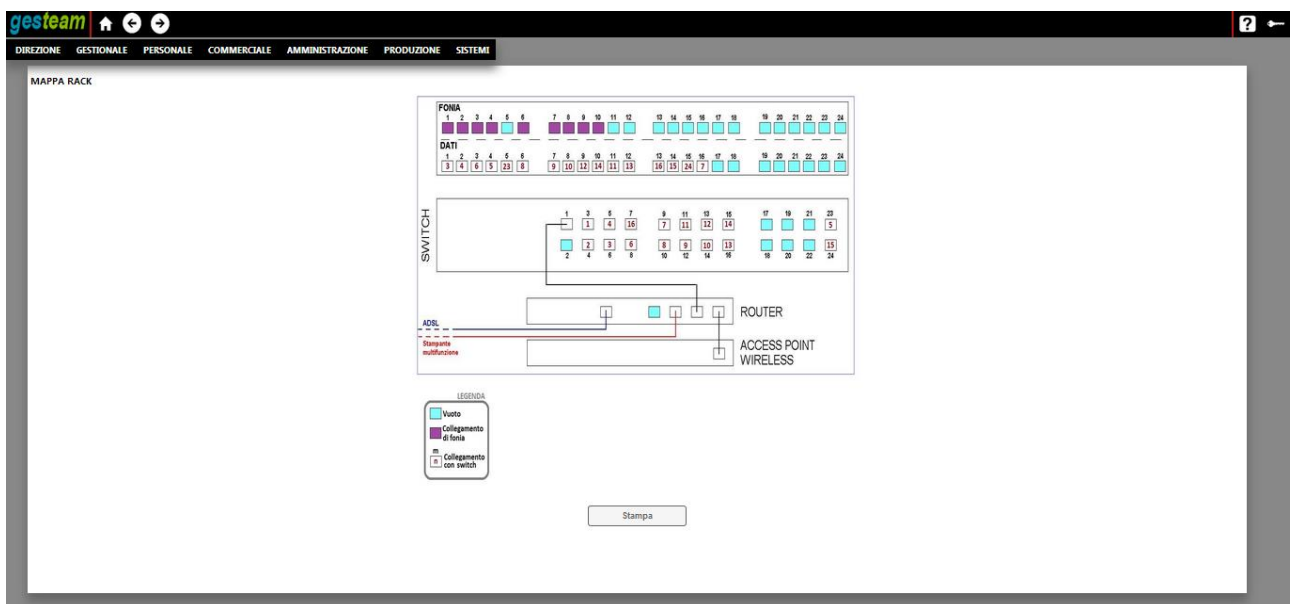 gesteam
DIREZIONE GESTIONALE PERSONALE COMMERCIALE AMMINISTRAZIONE PRODUZIONE SISTEMI
MAPPA RACK
FONIA
1 2 3 4 5 6 7 8 9 10 11 12 13 14 15 16 17 18 19 20 21 22 23 24
DATI
1 2 3 4 5 6 7 8 9 10 11 12 13 14 15 16 17 18 19 20 21 22 23 24
3 4 6 5 23 8 9 10 12 14 11 13 16 15 24 7
SWITCH
1 3 5 7 9 11 13 15 17 19 21 23
1 4 16 7 11 12 14 5
2 3 6 8 9 10 13 15
2 4 6 8 10 12 14 16 18 20 22 24
ROUTER
ADSL
Stampante
multifunzione
ACCESS POINT
WIRELESS
LEGENDA
Vuoto
Collegamento
di fonia
m
n
Collegamento
con switch
Stampa